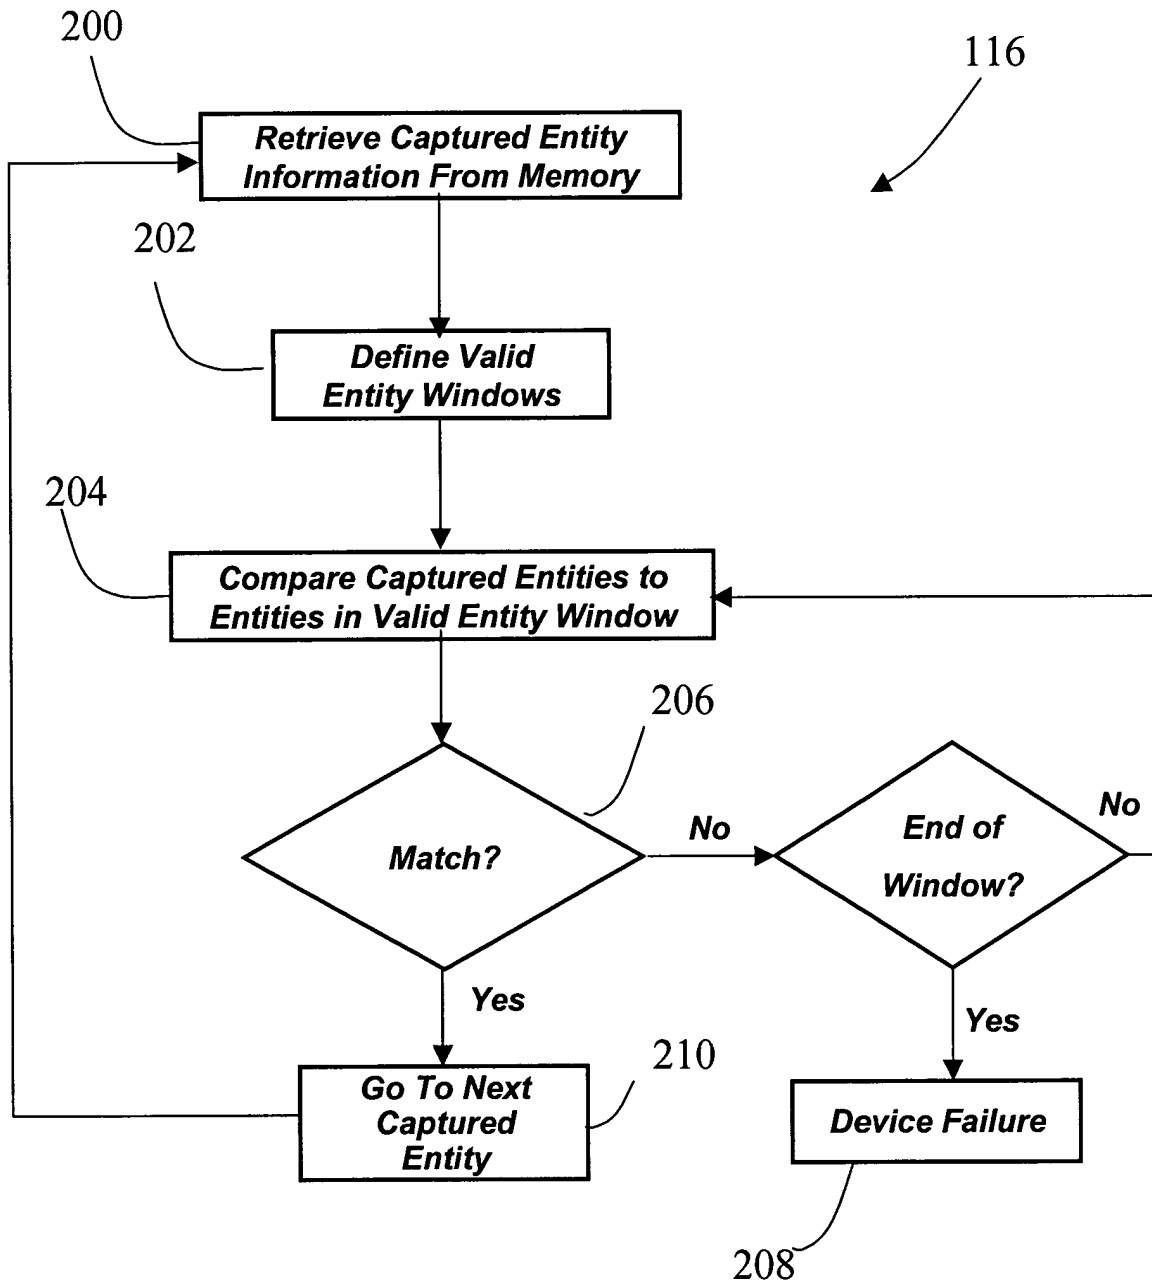 200
116
Retrieve Captured Entity
Information From Memory
202
Define Valid
Entity Windows
204
Compare Captured Entities to
Entities in Valid Entity Window
206
Match?
No
End of
Window?
No
Yes
Yes
210
Go To Next
Captured
Entity
Device Failure
208